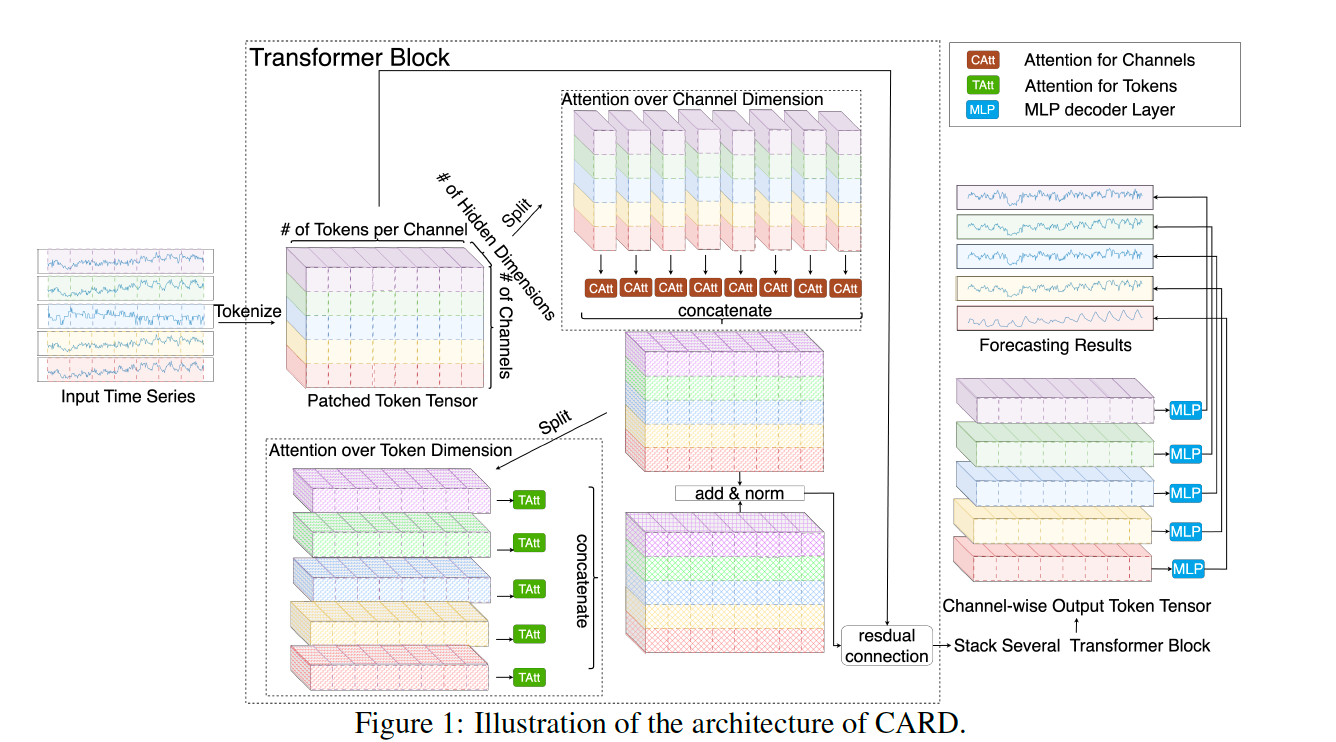 Transformer Block
CAtt Attention for Channels
TAtt Attention for Tokens
MLP MLP decoder Layer
Attention over Channel Dimension
# of Hidden Dimensions
Split
# of Tokens per Channel
# of Channels
Tokenize
Input Time Series
Patched Token Tensor
CAtt CAtt CAtt CAtt CAtt CAtt CAtt CAtt
concatenate
Split
Attention over Token Dimension
TAtt
TAtt
TAtt
TAtt
TAtt
concatenate
add & norm
resdual
connection
Forecasting Results
MLP
MLP
MLP
MLP
MLP
Channel-wise Output Token Tensor
Stack Several Transformer Block
Figure 1: Illustration of the architecture of CARD.